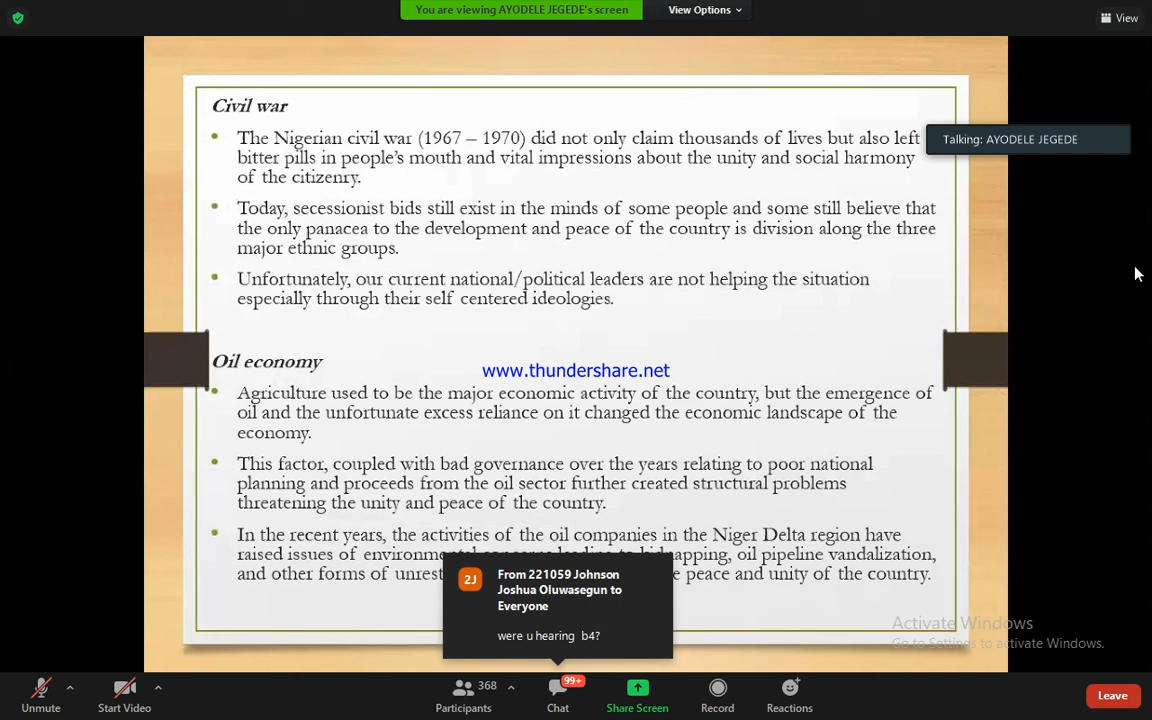 You are viewing AYODELE JEGEDE's screen
View Options
View
Civil war
The Nigerian civil war (1967 – 1970) did not only claim thousands of lives but also left
bitter pills in people's mouth and vital impressions about the unity and social harmony
of the citizenry.
Talking: AYODELE JEGEDE
Today, secessionist bids still exist in the minds of some people and some still believe that
the only panacea to the development and peace of the country is division along the three
major ethnic groups.
Unfortunately, our current national/political leaders are not helping the situation
especially through their self centered ideologies.
Oil economy
www.thundershare.net
Agriculture used to be the major economic activity of the country, but the emergence of
oil and the unfortunate excess reliance on it changed the economic landscape of the
economy.
This factor, coupled with bad governance over the years relating to poor national
planning and proceeds from the oil sector further created structural problems
threatening the unity and peace of the country.
In the recent years, the activities of the oil companies in the Niger Delta region have
raised issues of environmental concerns leading to kidnapping, oil pipeline vandalization,
and other forms of unrest peace and unity of the country.
2J
From 221059 Johnson
Joshua Oluwasegun to
Everyone
were u hearing b4?
Activate Windows
Go to Settings to activate Windows.
Unmute
Start Video
368
Participants
99+
Chat
Share Screen
Record
Reactions
Leave